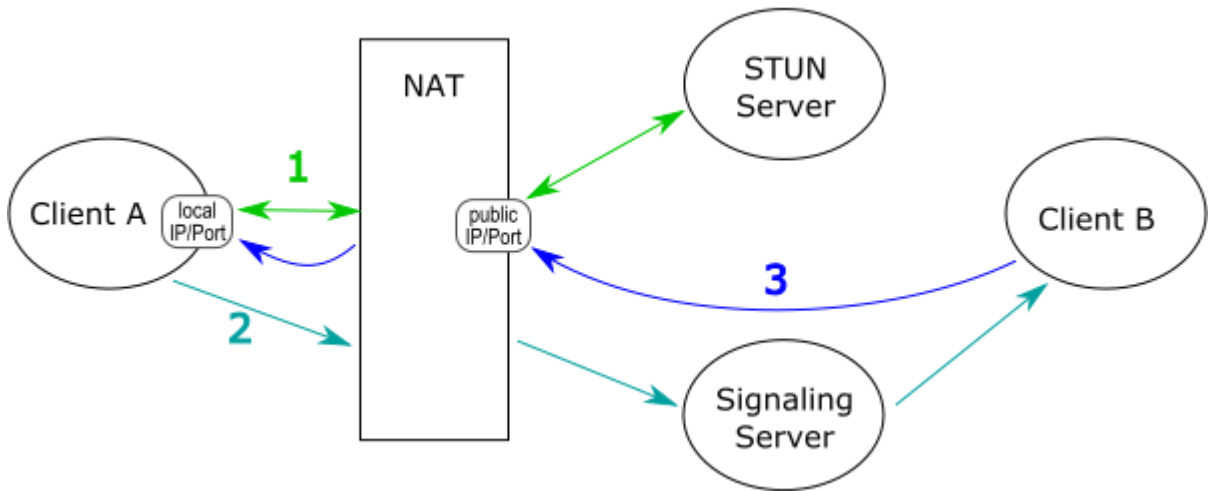 NAT
STUN
Server
1
Client A
local
IP/Port
public
IP/Port
Client B
2
3
Signaling
Server